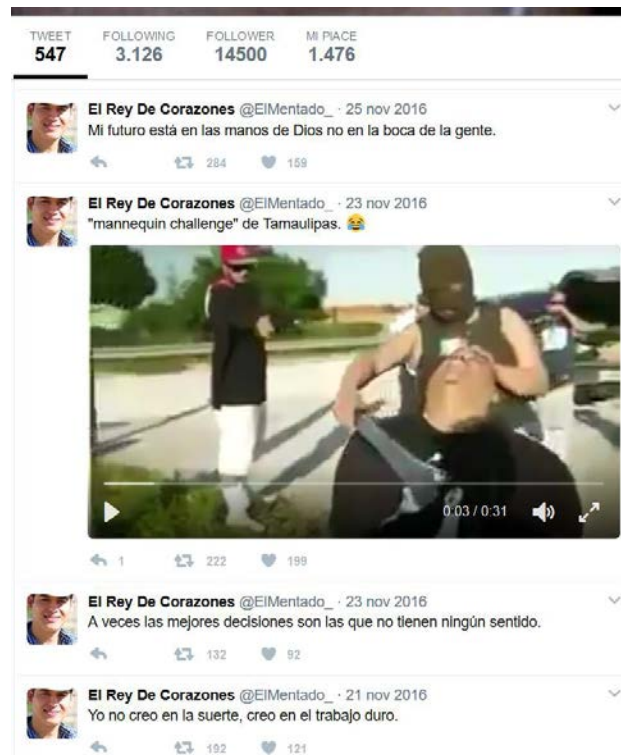 TWEET FOLLOWING FOLLOWER MI PIACE
547 3.126 14500 1.476
El Rey De Corazones @ElMentado_ · 25 nov 2016
Mi futuro está en las manos de Dios no en la boca de la gente.
284 159
El Rey De Corazones @ElMentado_ · 23 nov 2016
"mannequin challenge" de Tamaulipas. 😂
0:03 / 0:31
1 222 199
El Rey De Corazones @ElMentado_ · 23 nov 2016
A veces las mejores decisiones son las que no tienen ningún sentido.
132 92
El Rey De Corazones @ElMentado_ · 21 nov 2016
Yo no creo en la suerte, creo en el trabajo duro.
192 121